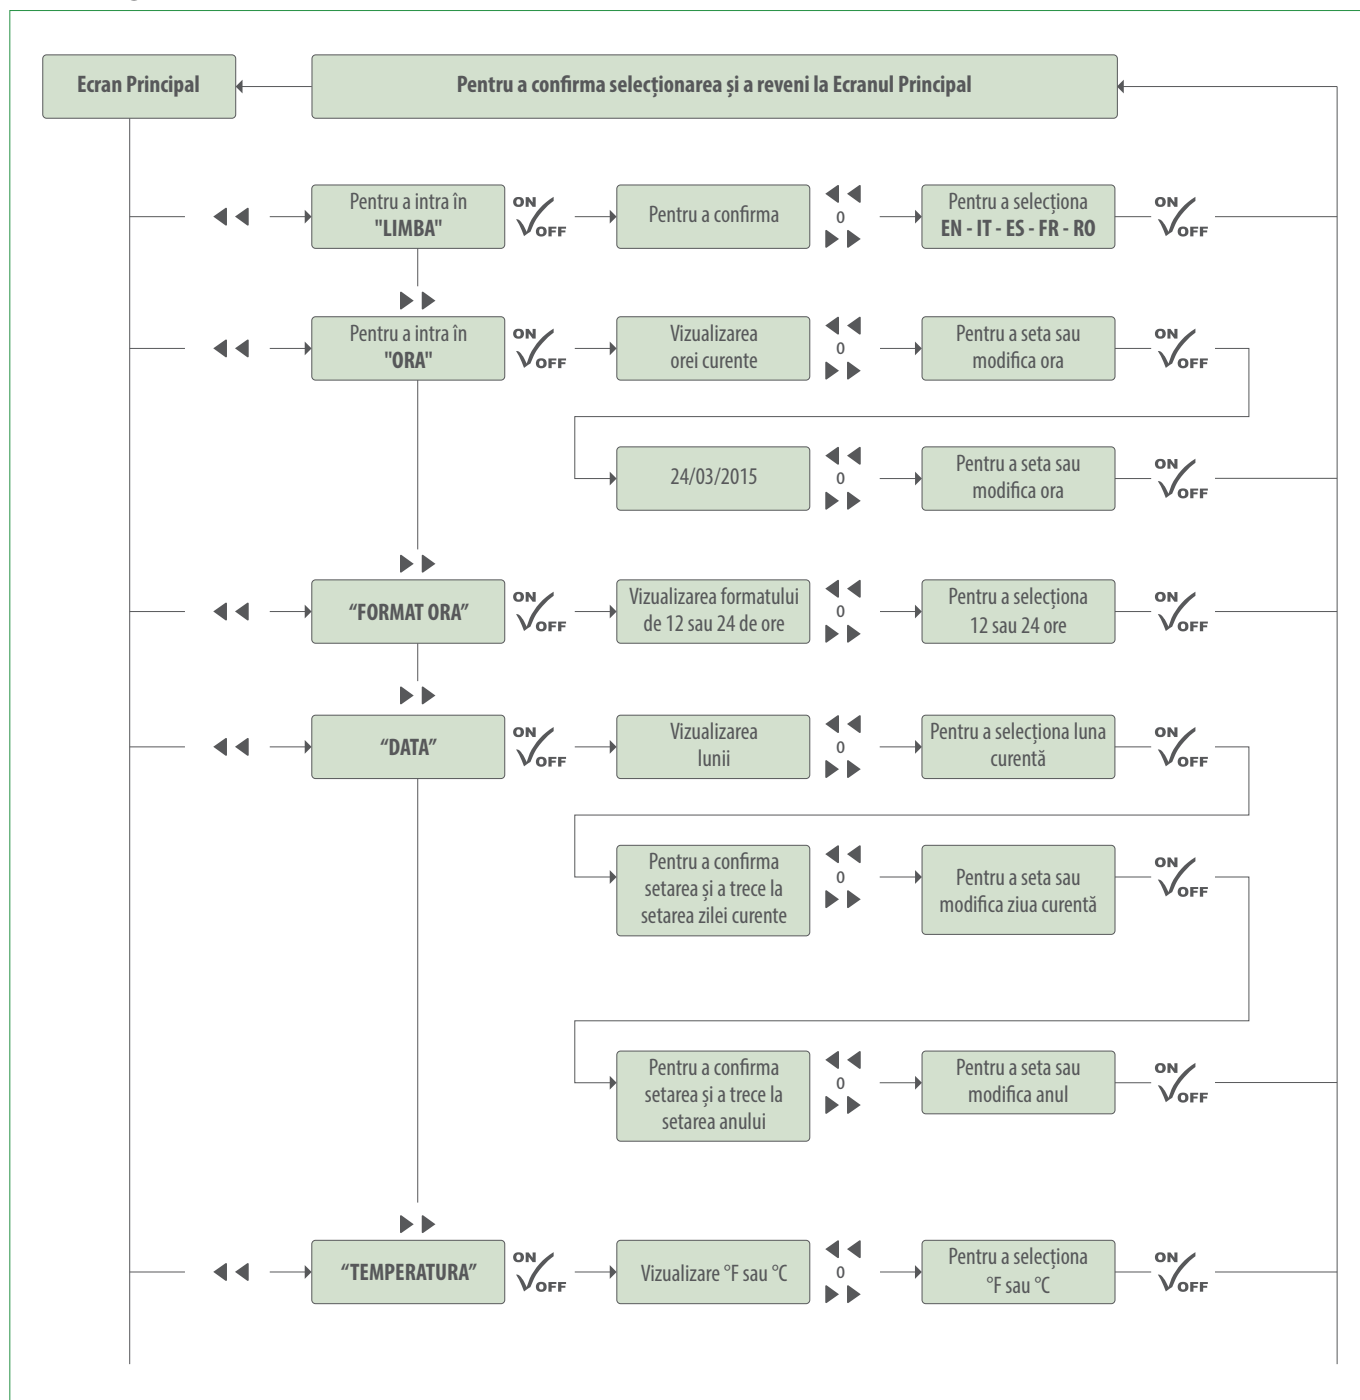 Ecran Principal
Pentru a confirma selecționarea și a reveni la Ecranul Principal
Pentru a intra în
"LIMBA"
ON
OFF
Pentru a confirma
0
Pentru a selecționa
EN - IT - ES - FR - RO
ON
OFF
Pentru a intra în
"ORA"
ON
OFF
Vizualizarea
orei curente
0
Pentru a seta sau
modifica ora
ON
OFF
24/03/2015
0
Pentru a seta sau
modifica ora
ON
OFF
“FORMAT ORA”
ON
OFF
Vizualizarea formatului
de 12 sau 24 de ore
0
Pentru a selecționa
12 sau 24 ore
ON
OFF
“DATA”
ON
OFF
Vizualizarea
lunii
0
Pentru a selecționa luna
curentă
ON
OFF
Pentru a confirma
setarea și a trece la
setarea zilei curente
0
Pentru a seta sau
modifica ziua curentă
ON
OFF
Pentru a confirma
setarea și a trece la
setarea anului
0
Pentru a seta sau
modifica anul
ON
OFF
“TEMPERATURA”
ON
OFF
Vizualizare °F sau °C
0
Pentru a selecționa
°F sau °C
ON
OFF